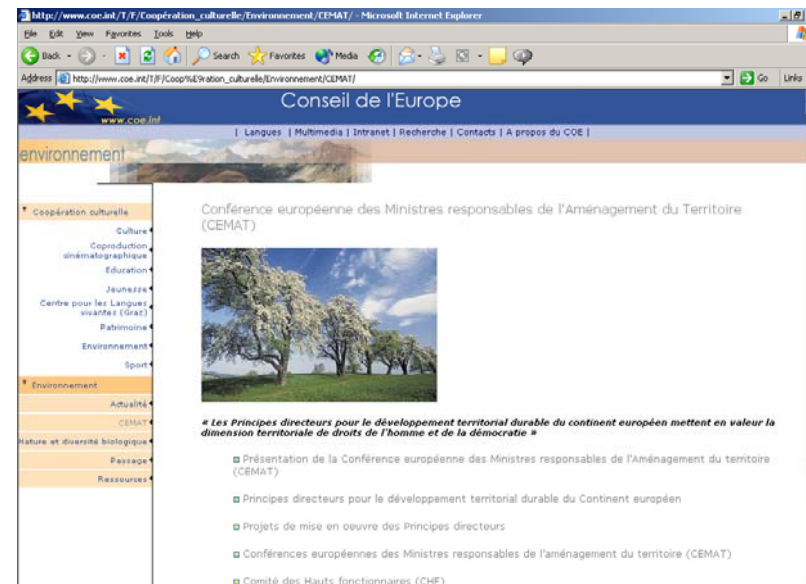 http://www.coe.int/T/F/Coopération_culturelle/Environnement/CEMAT/ - Microsoft Internet Explorer
File Edit View Favorites Tools Help
Back Search Favorites Media
Address http://www.coe.int/T/F/Coop%E9ration_culturelle/Environnement/CEMAT/ Go Links
Conseil de l'Europe
www.coe.int
| Langues | Multimedia | Intranet | Recherche | Contacts | A propos du COE |
environnement
Coopération culturelle
Culture
Coproduction
cinématographique
Education
Jeunesse
Centre pour les Langues
vivantes (Graz)
Patrimoine
Environnement
Sport
Environnement
Actualité
CEMAT
Nature et diversité biologique
Paysage
Ressources
Conférence européenne des Ministres responsables de l'Aménagement du Territoire
(CEMAT)
« Les Principes directeurs pour le développement territorial durable du continent européen mettent en valeur la
dimension territoriale de droits de l'homme et de la démocratie »
Présentation de la Conférence européenne des Ministres responsables de l'Aménagement du territoire
(CEMAT)
Principes directeurs pour le développement territorial durable du Continent européen
Projets de mise en oeuvre des Principes directeurs
Conférences européennes des Ministres responsables de l'aménagement du territoire (CEMAT)
Comité des Hauts fonctionnaires (CHF)